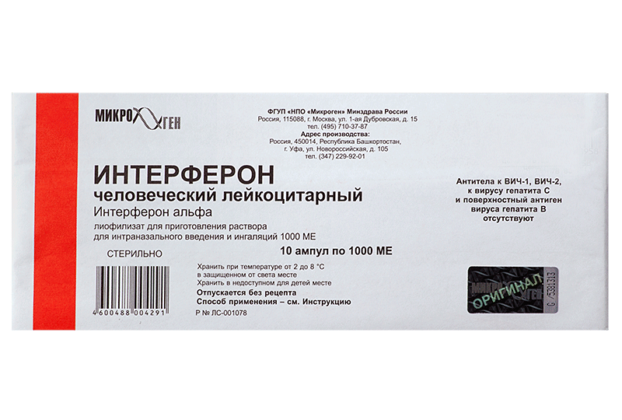 МИКРО ГЕН
ФГУП «НПО «Микроген» Минздрава России
Россия, 115088, г. Москва, ул. 1-ая Дубровская, д. 15
тел. (495) 710-37-87
Адрес производства:
Россия, 450014, Республика Башкортостан,
г. Уфа, ул. Новороссийская, д. 105
тел. (347) 229-92-01
ИНТЕРФЕРОН
человеческий лейкоцитарный
Интерферон альфа
лиофилизат для приготовления раствора
для интраназального введения и ингаляций 1000 МЕ
Антитела к ВИЧ-1, ВИЧ-2,
к вирусу гепатита С
и поверхностный антиген
вируса гепатита В
отсутствуют
10 ампул по 1000 МЕ
СТЕРИЛЬНО
Хранить при температуре от 2 до 8 °С
в защищенном от света месте
Хранить в недоступном для детей месте
Отпускается без рецепта
Способ применения – см. Инструкцию
Р № ЛС-001078
4600488004291
ОРИГИНАЛ